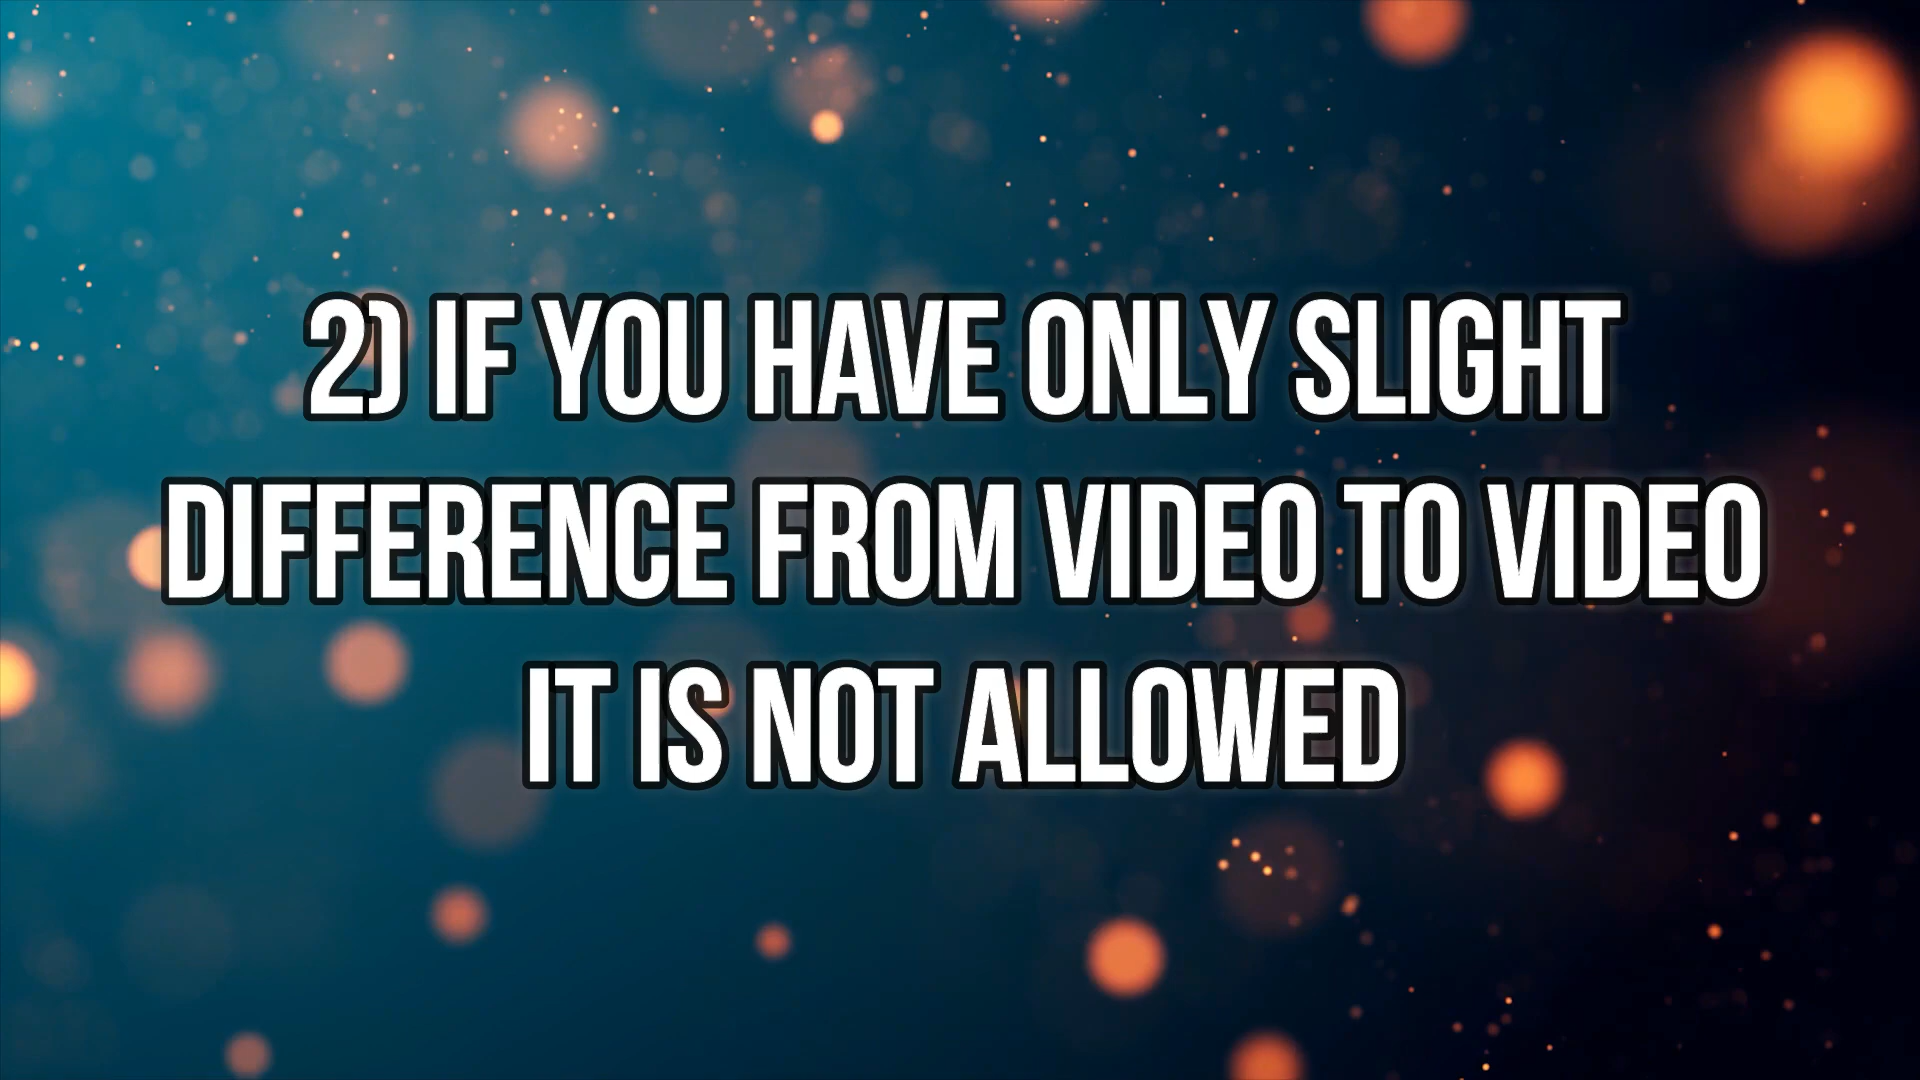 2) IF YOU HAVE ONLY SLIGHT
DIFFERENCE FROM VIDEO TO VIDEO
IT IS NOT ALLOWED